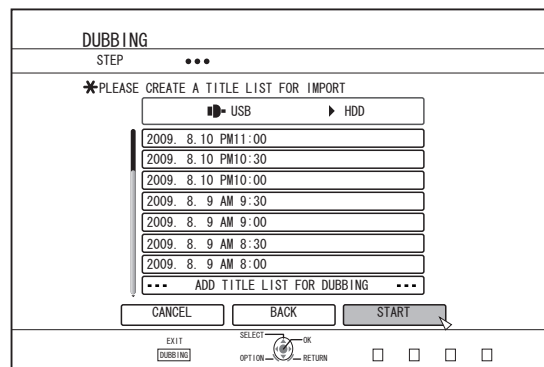 DUBBING
STEP
*PLEASE CREATE A TITLE LIST FOR IMPORT
USB ▶ HDD
2009. 8.10 PM11:00
2009. 8.10 PM10:30
2009. 8.10 PM10:00
2009. 8. 9 AM 9:30
2009. 8. 9 AM 9:00
2009. 8. 9 AM 8:30
2009. 8. 9 AM 8:00
--- ADD TITLE LIST FOR DUBBING ---
CANCEL BACK START
EXIT SELECT OK
DUBBING OPTION RETURN